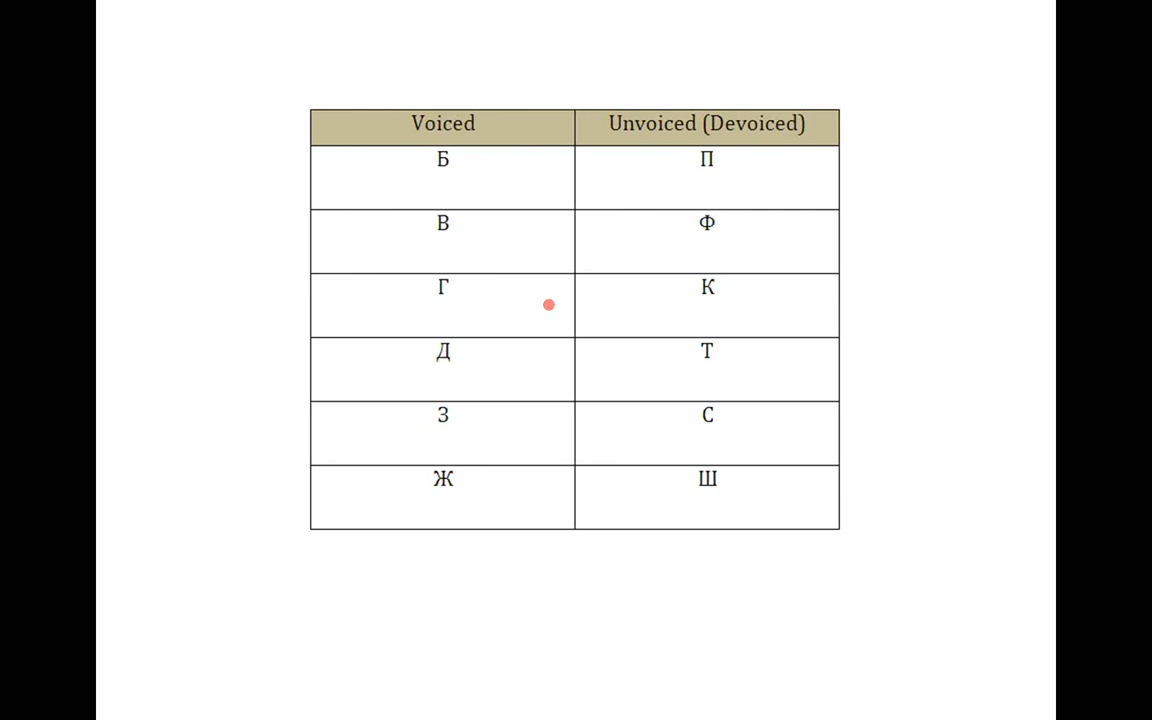 Voiced Unvoiced (Devoiced)
Б П
В Ф
Г К
Д Т
З С
Ж Ш